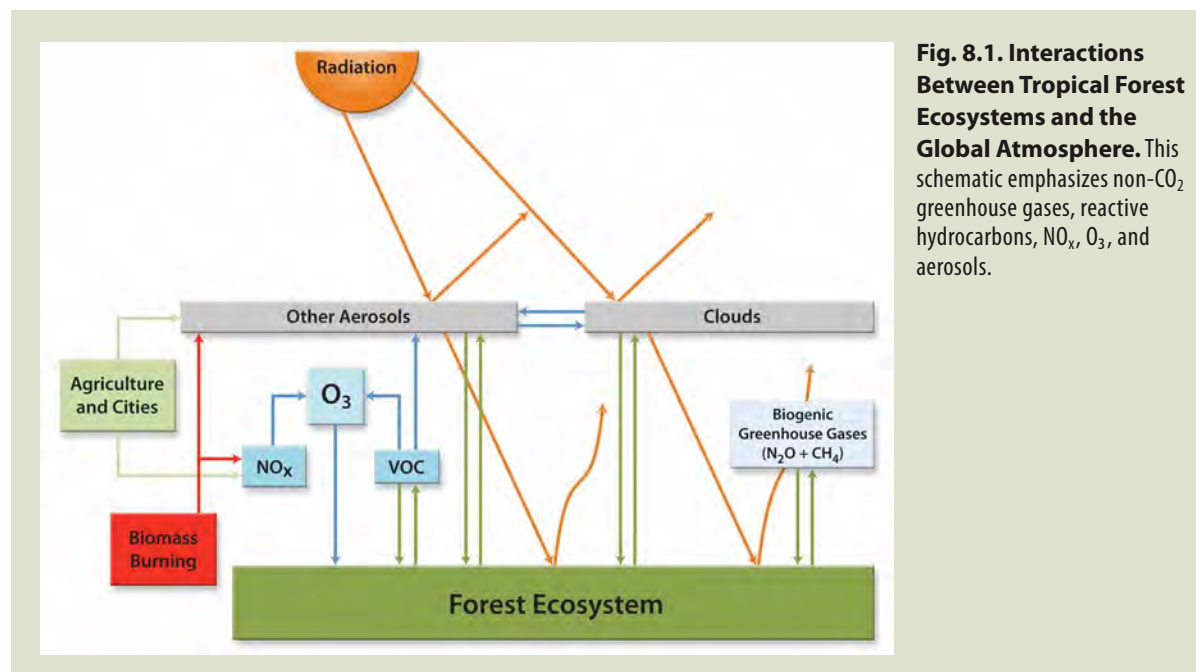 Radiation
Other Aerosols
Clouds
Agriculture
and Cities
O₃
NOₓ
VOC
Biogenic
Greenhouse Gases
(N₂O + CH₄)
Biomass
Burning
Forest Ecosystem
Fig. 8.1. Interactions
Between Tropical Forest
Ecosystems and the
Global Atmosphere. This
schematic emphasizes non-CO₂
greenhouse gases, reactive
hydrocarbons, NOₓ, O₃, and
aerosols.